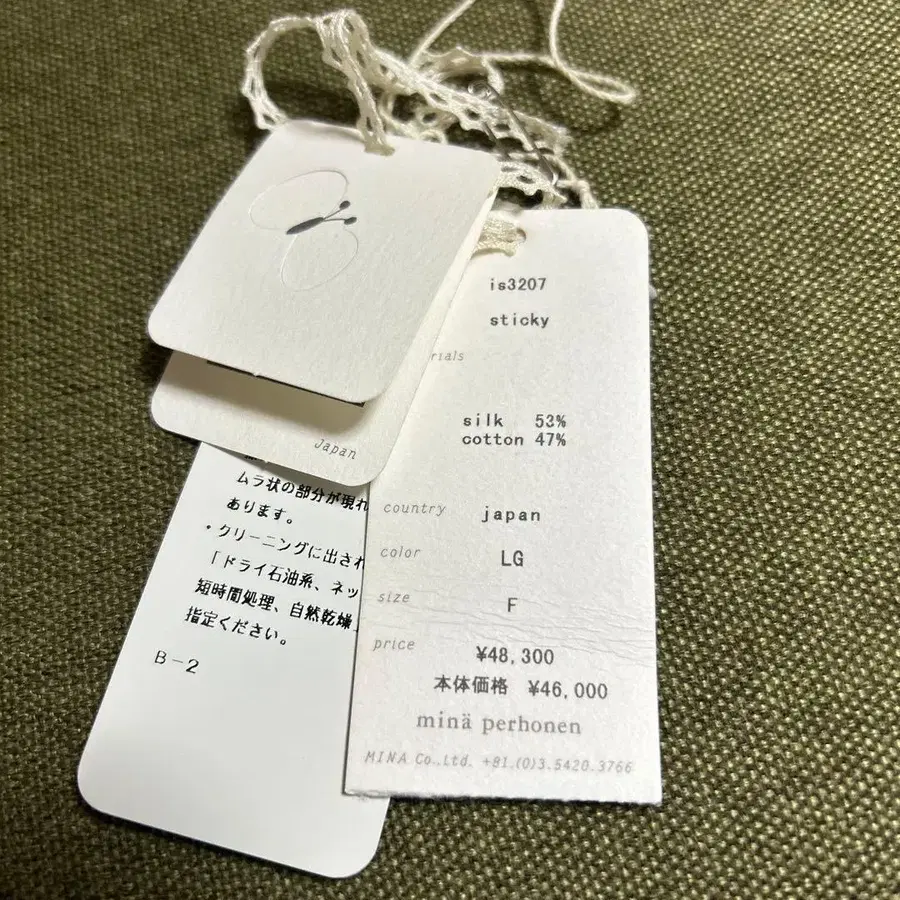 is3207
sticky
rials
silk 53%
cotton 47%
country japan
color LG
size F
price ¥48,300
本体価格 ¥46,000
minä perhonen
MINA Co.,Ltd. +81.(0)3.5420.3766
Japan
ムラ状の部分が現れ
あります。
・クリーニングに出され
「ドライ石油系、ネッ
短時間処理、自然乾燥」
指定ください。
B-2